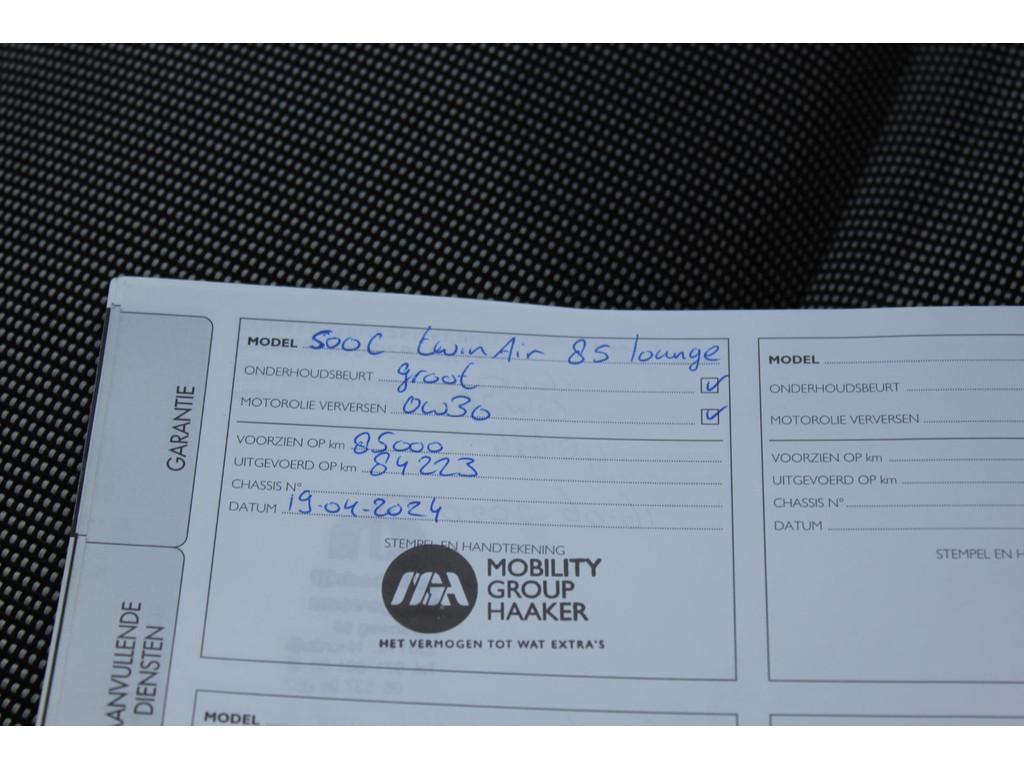 GARANTIE
AANVULLENDE
DIENSTEN
MODEL 500C twinAir 85 lounge
ONDERHOUDSBEURT groot
MOTOROLIE VERVERSEN 0W30
VOORZIEN OP km 85000
UITGEVOERD OP km 84223
CHASSIS N°
DATUM 19-04-2024
STEMPEL EN HANDTEKENING
MGH
MOBILITY
GROUP
HAAKER
HET VERMOGEN TOT WAT EXTRA'S
MODEL
ONDERHOUDSBEURT
MOTOROLIE VERVERSEN
VOORZIEN OP km
UITGEVOERD OP km
CHASSIS N°
DATUM
STEMPEL EN H
MODEL